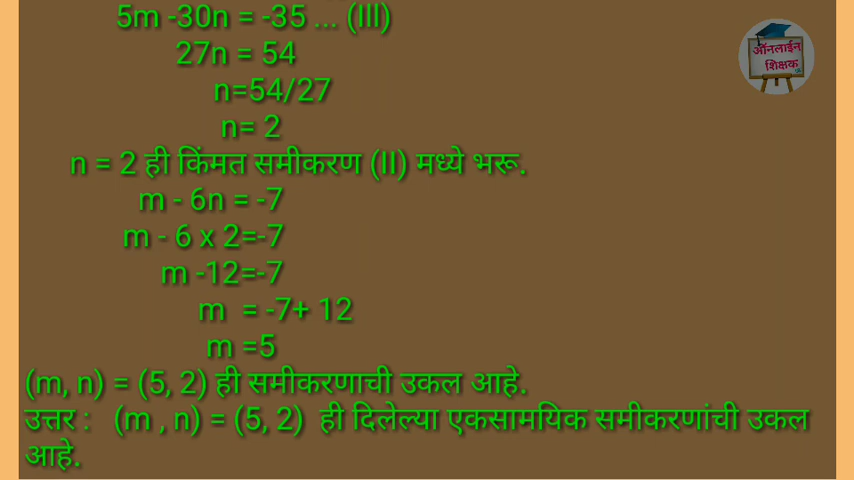 5m -30n = -35 ... (III)
27n = 54
n=54/27
n= 2
n = 2 ही किंमत समीकरण (II) मध्ये भरू.
m - 6n = -7
m - 6 x 2=-7
m -12=-7
m = -7+ 12
m =5
(m, n) = (5, 2) ही समीकरणाची उकल आहे.
उत्तर : (m , n) = (5, 2) ही दिलेल्या एकसामयिक समीकरणांची उकल
आहे.
ऑनलाईन
शिक्षक